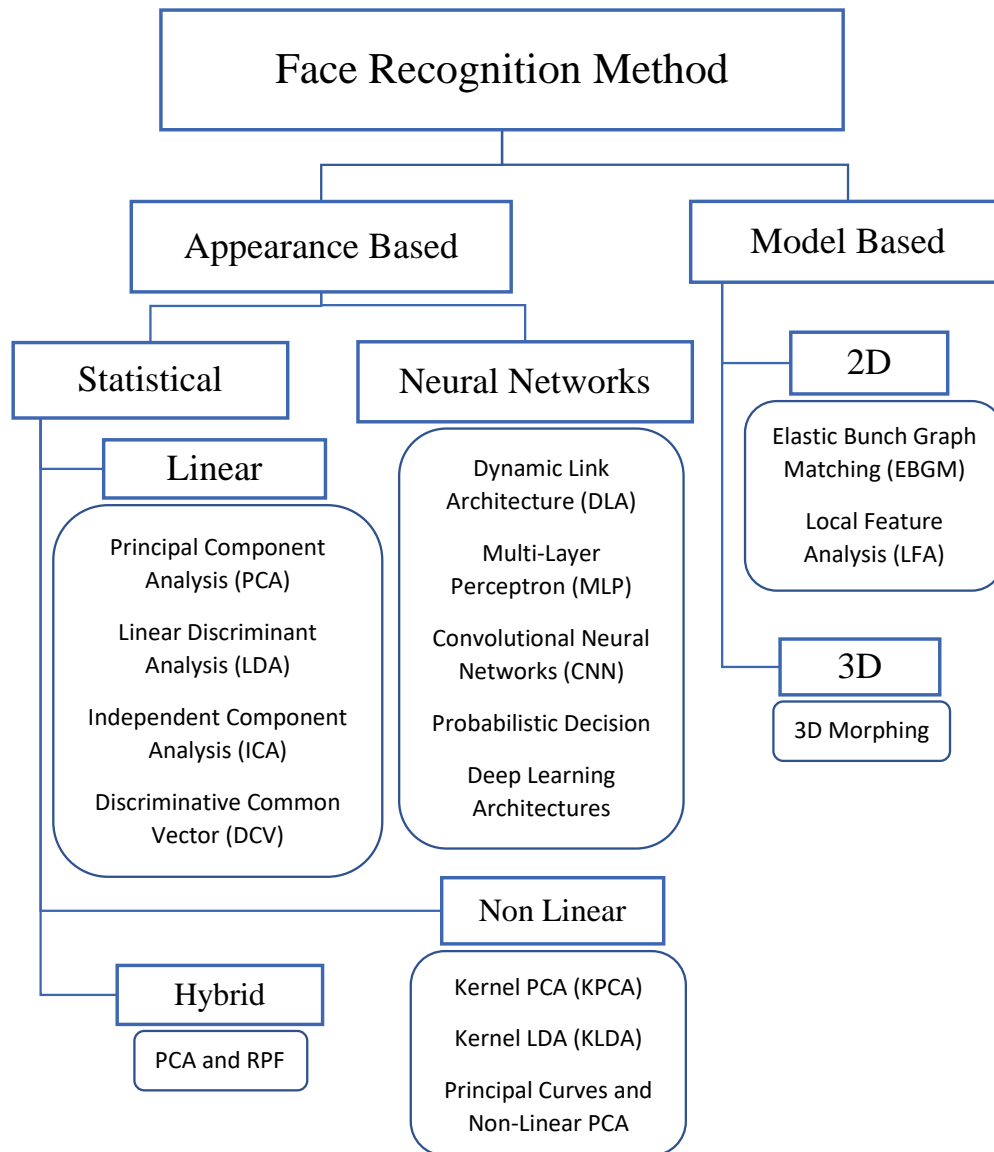 Face Recognition Method
Appearance Based
Model Based
Statistical
Neural Networks
2D
Linear
Elastic Bunch Graph
Matching (EBGM)
Local Feature
Analysis (LFA)
Principal Component
Analysis (PCA)
Linear Discriminant
Analysis (LDA)
Independent Component
Analysis (ICA)
Discriminative Common
Vector (DCV)
Dynamic Link
Architecture (DLA)
Multi-Layer
Perceptron (MLP)
Convolutional Neural
Networks (CNN)
Probabilistic Decision
Deep Learning
Architectures
3D
3D Morphing
Non Linear
Kernel PCA (KPCA)
Kernel LDA (KLDA)
Principal Curves and
Non-Linear PCA
Hybrid
PCA and RPF